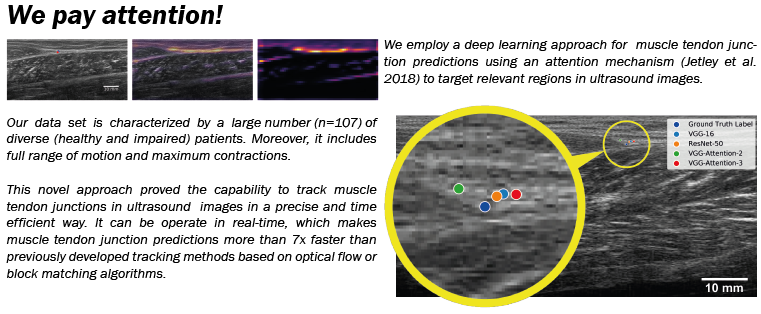 We pay attention!
We employ a deep learning approach for muscle tendon junc-
tion predictions using an attention mechanism (Jetley et al.
2018) to target relevant regions in ultrasound images.
Our data set is characterized by a large number (n=107) of
diverse (healthy and impaired) patients. Moreover, it includes
full range of motion and maximum contractions.
This novel approach proved the capability to track muscle
tendon junctions in ultrasound images in a precise and time
efficient way. It can be operate in real-time, which makes
muscle tendon junction predictions more than 7x faster than
previously developed tracking methods based on optical flow or
block matching algorithms.
Ground Truth Label
VGG-16
ResNet-50
VGG-Attention-2
VGG-Attention-3
10 mm